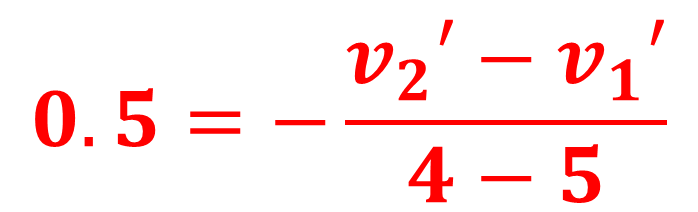 0.5 = − (v₂′ − v₁′) / (4 − 5)